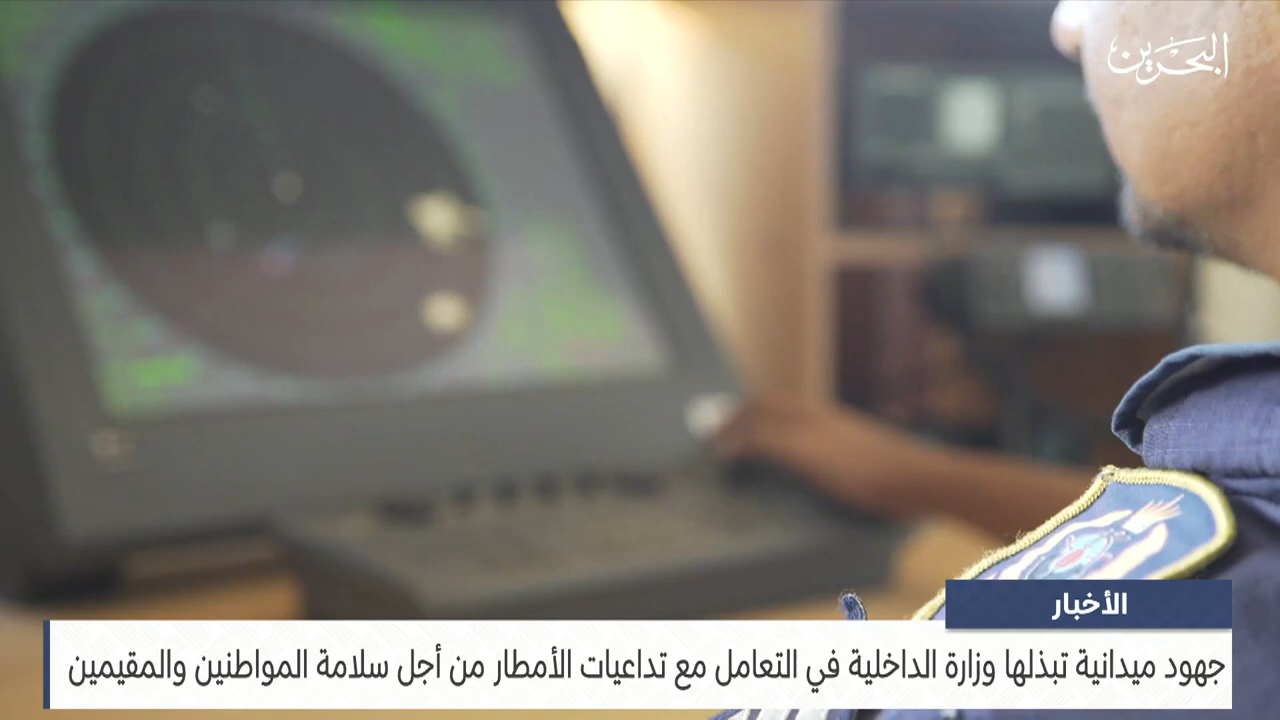 البحرين
الأخبار
جهود ميدانية تبذلها وزارة الداخلية في التعامل مع تداعيات الأمطار من أجل سلامة المواطنين والمقيمين